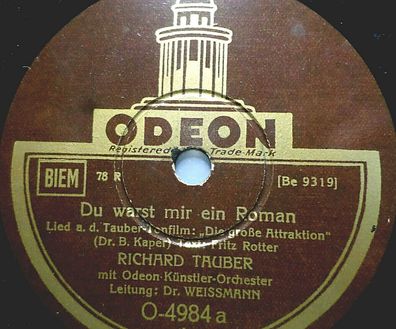 ODEON
Registered Trade-Mark
BIEM 78 R [Be 9319]
Du warst mir ein Roman
Lied a. d. Tauber-Tonfilm: „Die große Attraktion"
(Dr. B. Kaper) Text: Fritz Rotter
RICHARD TAUBER
mit Odeon-Künstler-Orchester
Leitung: Dr. WEISSMANN
O-4984a